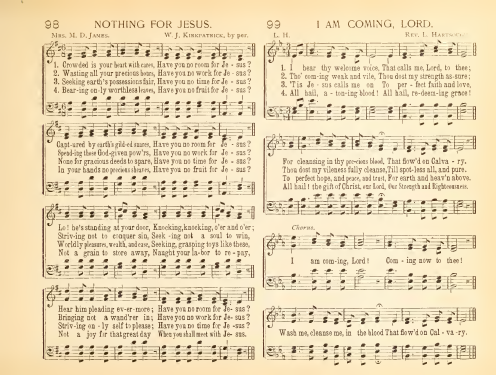 98 NOTHING FOR JESUS.
Mrs. M. D. James. W. J. Kirkpatrick, by per.
1. Crowded is your heart with cares, Have you no room for Je - sus?
2. Wasting all your precious hours, Have you no work for Je - sus?
3. Seeking earth's possessions fair, Have you no time for Je - sus?
4. Bear-ing on-ly worthless leaves, Have you no fruit for Je - sus?
Capt-ured by earth's gild-ed snares, Have you no room for Je - sus?
Spend-ing these God-given pow'rs, Have you no work for Je - sus?
None for gracious deeds to spare, Have you no time for Je - sus?
In your hands no precious sheaves, Have you no fruit for Je - sus?
Lo! he's standing at your door, Knocking, knocking, o'er and o'er;
Striv-ing not to conquer sin, Seek-ing not a soul to win,
Worldly pleasures, wealth, and ease, Seeking, grasping toys like these,
Not a grain to store away, Naught your la-bor to re - pay,
Hear him pleading ev-er-more; Have you no room for Je - sus?
Bringing not a wand'rer in; Have you no work for Je - sus?
Striv-ing on-ly self to please; Have you no time for Je - sus?
Not a joy for that great day When you shall meet with Je - sus.
99 I AM COMING, LORD.
L. H. Rev. L. Hartsough.
1. I hear thy welcome voice, That calls me, Lord, to thee,
2. Tho' com-ing weak and vile, Thou dost my strength as-sure;
3. 'Tis Je - sus calls me on To per - fect faith and love,
4. All hail, a - ton-ing blood! All hail, re-deem-ing grace!
For cleansing in thy pre-cious blood, That flow'd on Calva - ry.
Thou dost my vileness fully cleanse, Till spot-less all, and pure.
To perfect hope, and peace, and trust, For earth and heav'n above.
All hail! the gift of Christ, our Lord, Our Strength and Righteousness.
Chorus.
I am com-ing, Lord! Com - ing now to thee!
Wash me, cleanse me, in the blood That flow'd on Cal - va - ry.